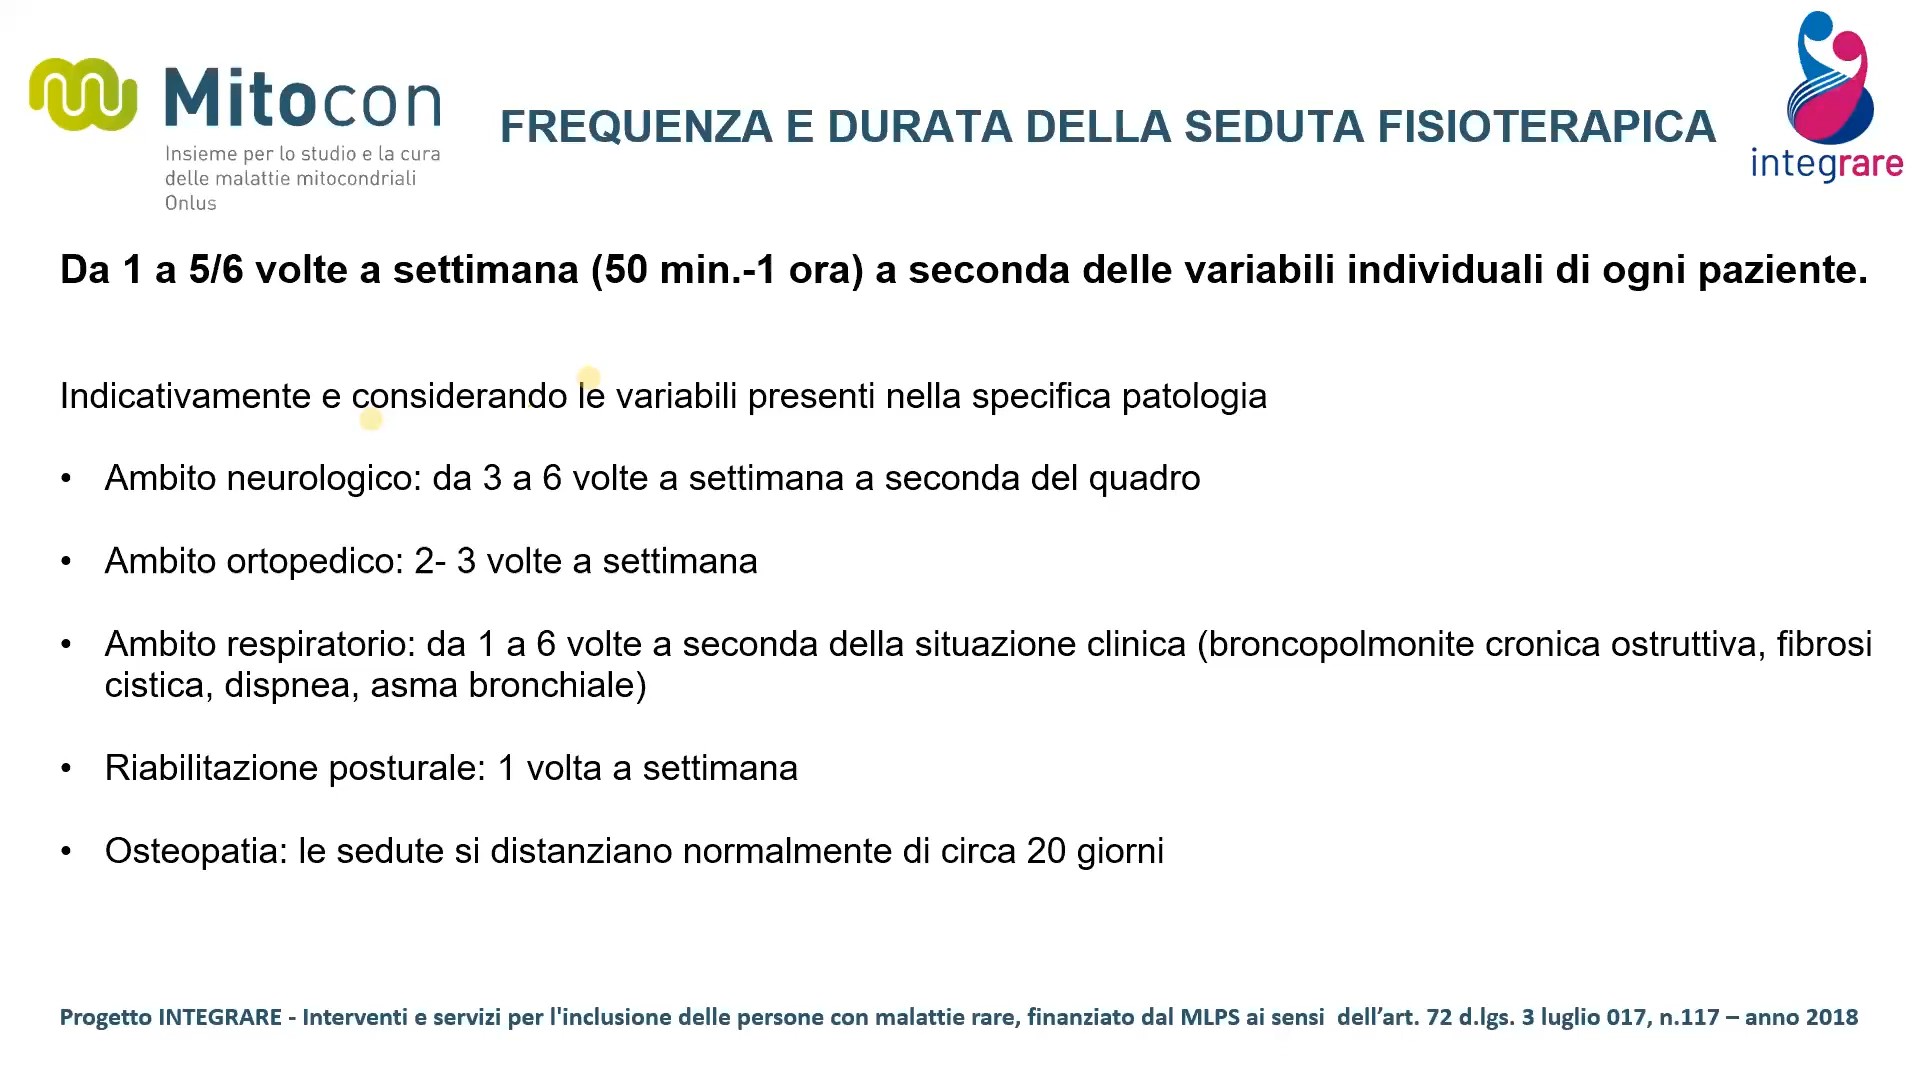 Mitocon
Insieme per lo studio e la cura
delle malattie mitocondriali
Onlus
FREQUENZA E DURATA DELLA SEDUTA FISIOTERAPICA
integrare
Da 1 a 5/6 volte a settimana (50 min.-1 ora) a seconda delle variabili individuali di ogni paziente.
Indicativamente e considerando le variabili presenti nella specifica patologia
• Ambito neurologico: da 3 a 6 volte a settimana a seconda del quadro
• Ambito ortopedico: 2- 3 volte a settimana
• Ambito respiratorio: da 1 a 6 volte a seconda della situazione clinica (broncopolmonite cronica ostruttiva, fibrosi
cistica, dispnea, asma bronchiale)
• Riabilitazione posturale: 1 volta a settimana
• Osteopatia: le sedute si distanziano normalmente di circa 20 giorni
Progetto INTEGRARE - Interventi e servizi per l'inclusione delle persone con malattie rare, finanziato dal MLPS ai sensi  dell’art. 72 d.lgs. 3 luglio 017, n.117 – anno 2018